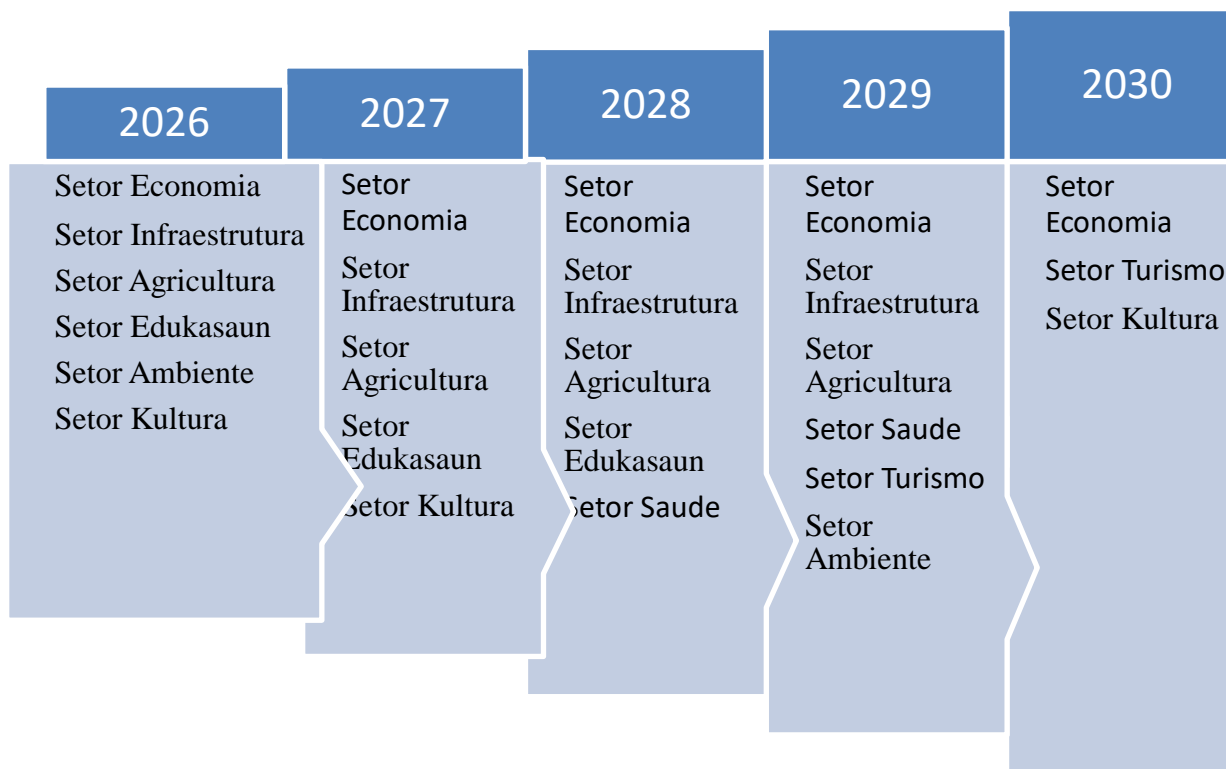 2026
Setor Economia
Setor Infraestrutura
Setor Agricultura
Setor Edukasaun
Setor Ambiente
Setor Kultura
2027
Setor
Economia
Setor
Infraestrutura
Setor
Agricultura
Setor
Edukasaun
Setor Kultura
2028
Setor
Economia
Setor
Infraestrutura
Setor
Agricultura
Setor
Edukasaun
Setor Saude
2029
Setor
Economia
Setor
Infraestrutura
Setor
Agricultura
Setor Saude
Setor Turismo
Setor
Ambiente
2030
Setor
Economia
Setor Turismo
Setor Kultura